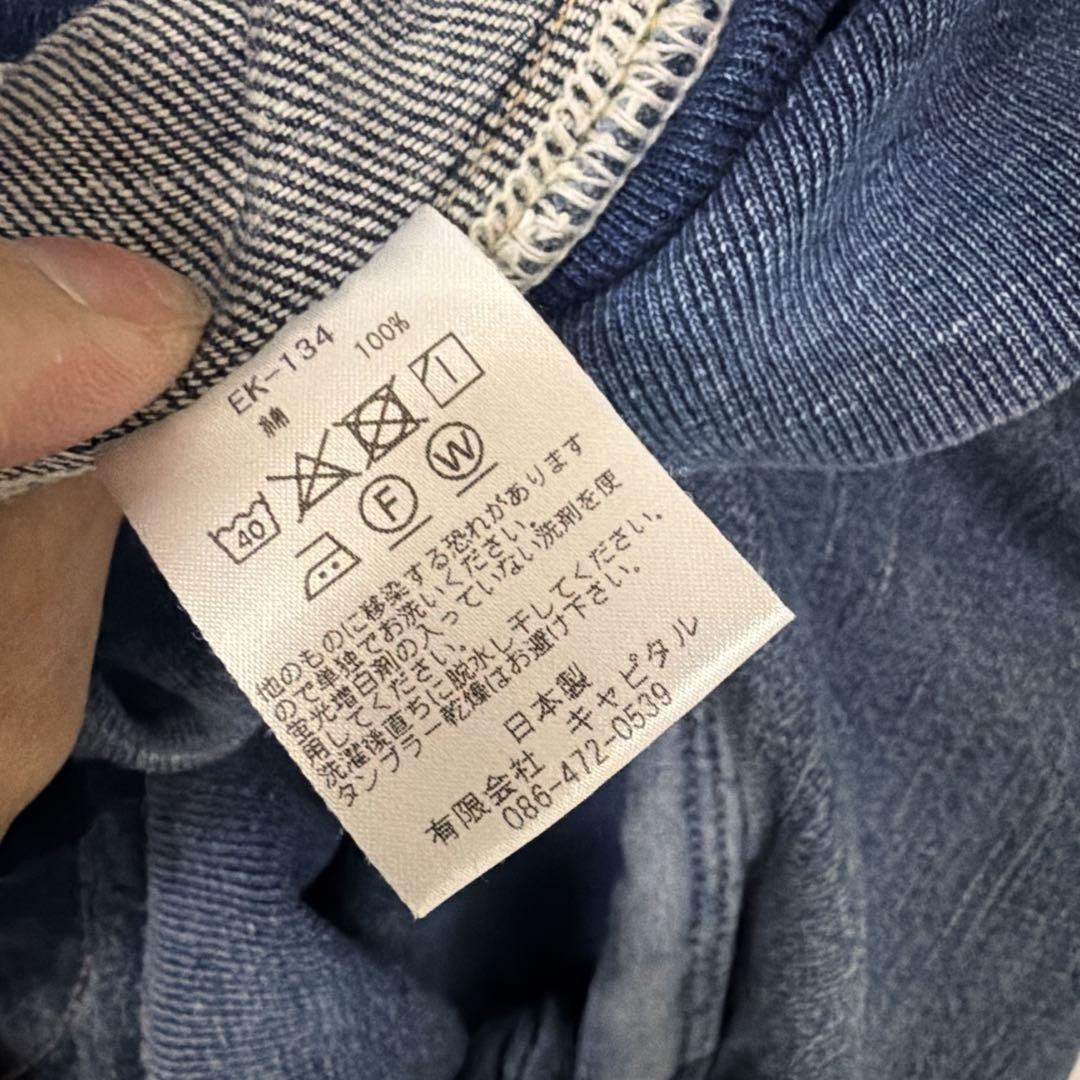 EK-134
綿 100%
40
F W
他のものに移染する恐れがあります
ので単独でお洗いください。
蛍光増白剤の入っていない洗剤を使
用してください。
洗濯後直ちに脱水し干してください。
タンブラー乾燥はお避け下さい。
日本製
有限会社 キャピタル
086-472-0539